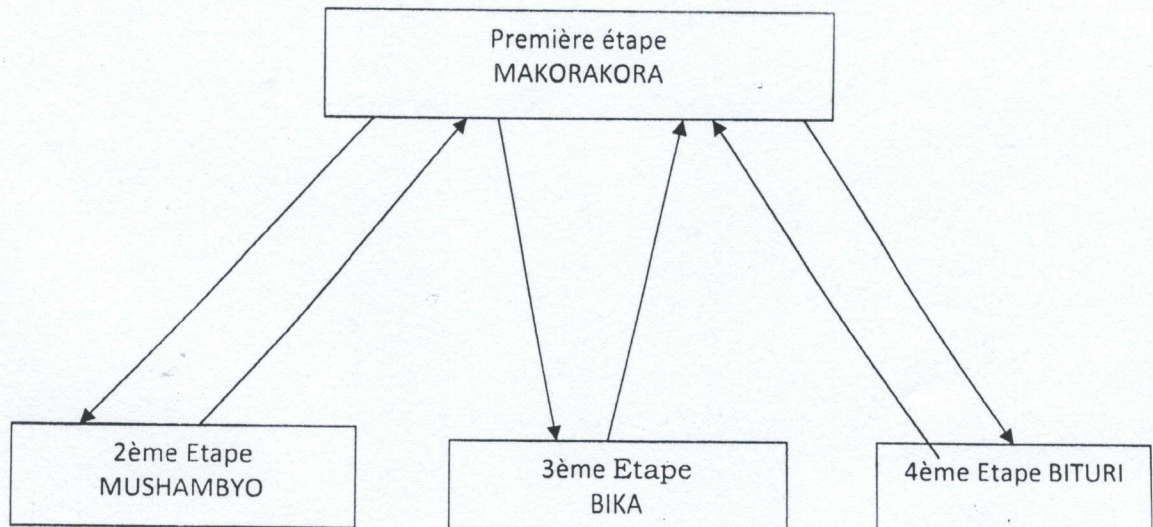 Première étape
MAKORAKORA
2ème Etape
MUSHAMBYO
3ème Etape
BIKA
4ème Etape BITURI